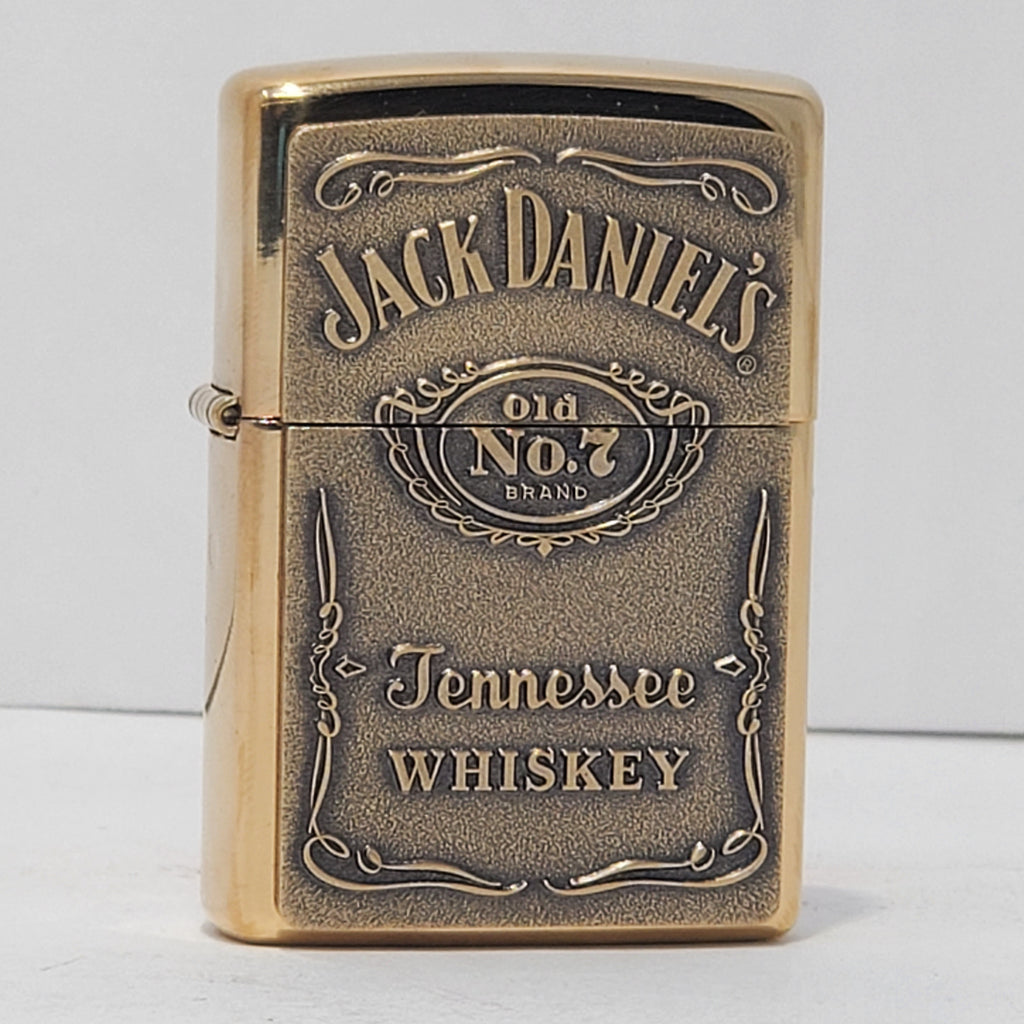 JACK DANIEL'S®
Old
No.7
BRAND
Tennessee
WHISKEY